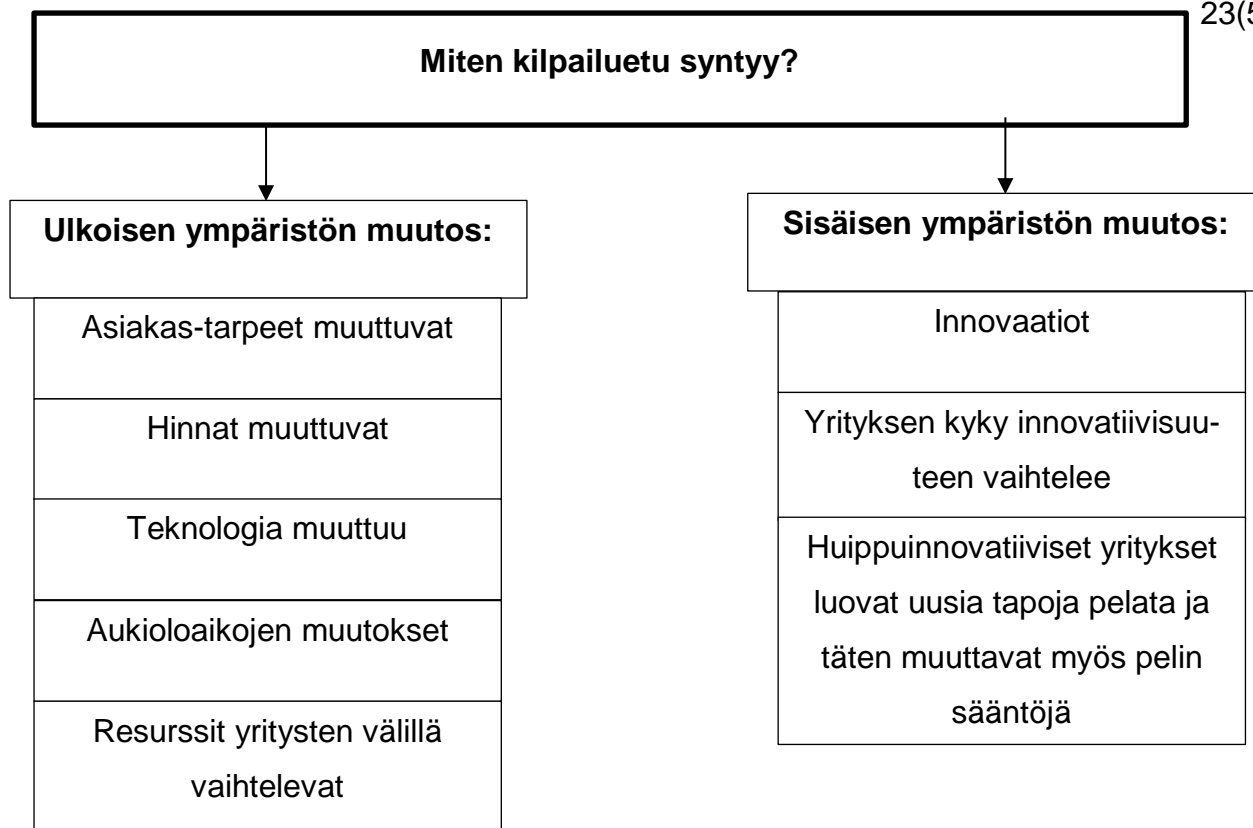 23(5
Miten kilpailuetu syntyy?
Ulkoisen ympäristön muutos:
Asiakas-tarpeet muuttuvat
Hinnat muuttuvat
Teknologia muuttuu
Aukioloaikojen muutokset
Resurssit yritysten välillä
vaihtelevat
Sisäisen ympäristön muutos:
Innovaatiot
Yrityksen kyky innovatiivisuu-
teen vaihtelee
Huippuinnovatiiviset yritykset
luovat uusia tapoja pelata ja
täten muuttavat myös pelin
sääntöjä